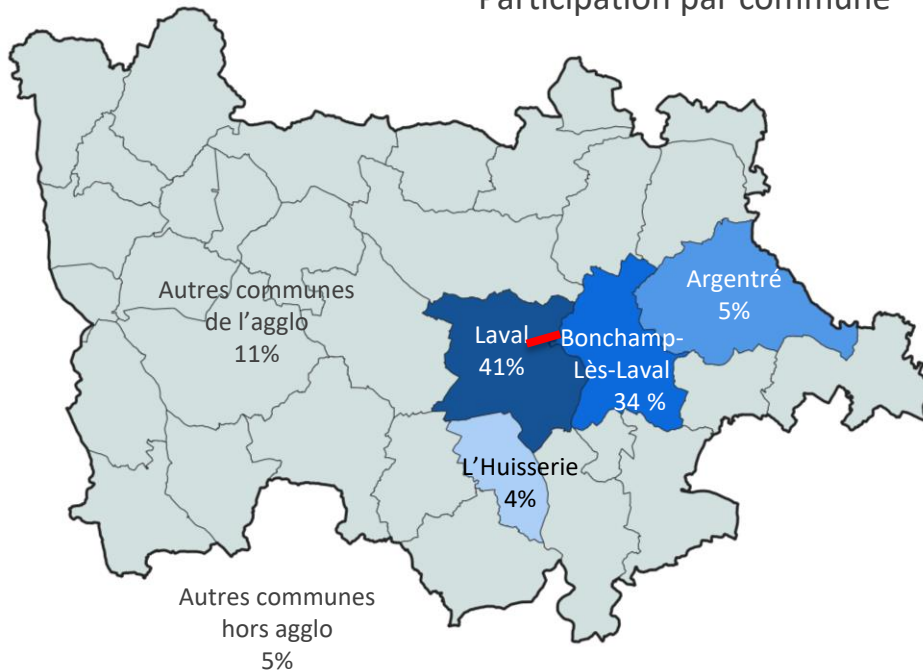 Participation par commune
Autres communes
de l’agglo
11%
Laval
41%
Bonchamp-
Lès-Laval
34 %
Argentré
5%
L’Huisserie
4%
Autres communes
hors agglo
5%